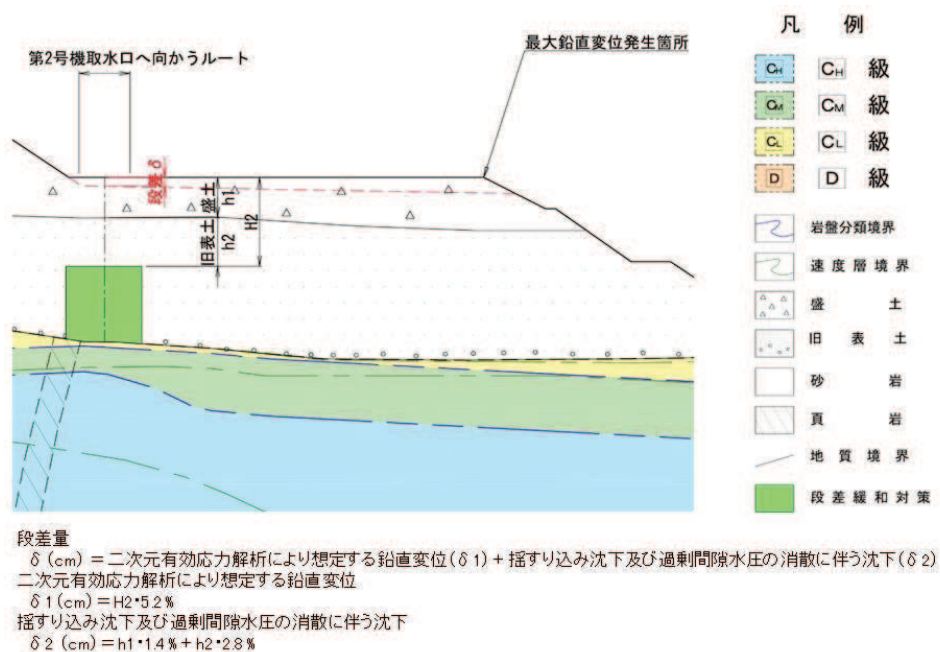 第2号機取水口へ向かうルート
最大鉛直変位発生箇所
段差δ
盛土
h1
旧表土
h2
H2
凡 例
CH CH 級
CM CM 級
CL CL 級
D D 級
岩盤分類境界
速度層境界
盛 土
旧表土
砂 岩
頁 岩
地質境界
段差緩和対策
段差量
δ(cm)=二次元有効応力解析により想定する鉛直変位(δ1)+揺すり込み沈下及び過剰間隙水圧の消散に伴う沈下(δ2)
二次元有効応力解析により想定する鉛直変位
δ1(cm)=H2・5.2%
揺すり込み沈下及び過剰間隙水圧の消散に伴う沈下
δ2(cm)=h1・1.4%+h2・2.8%